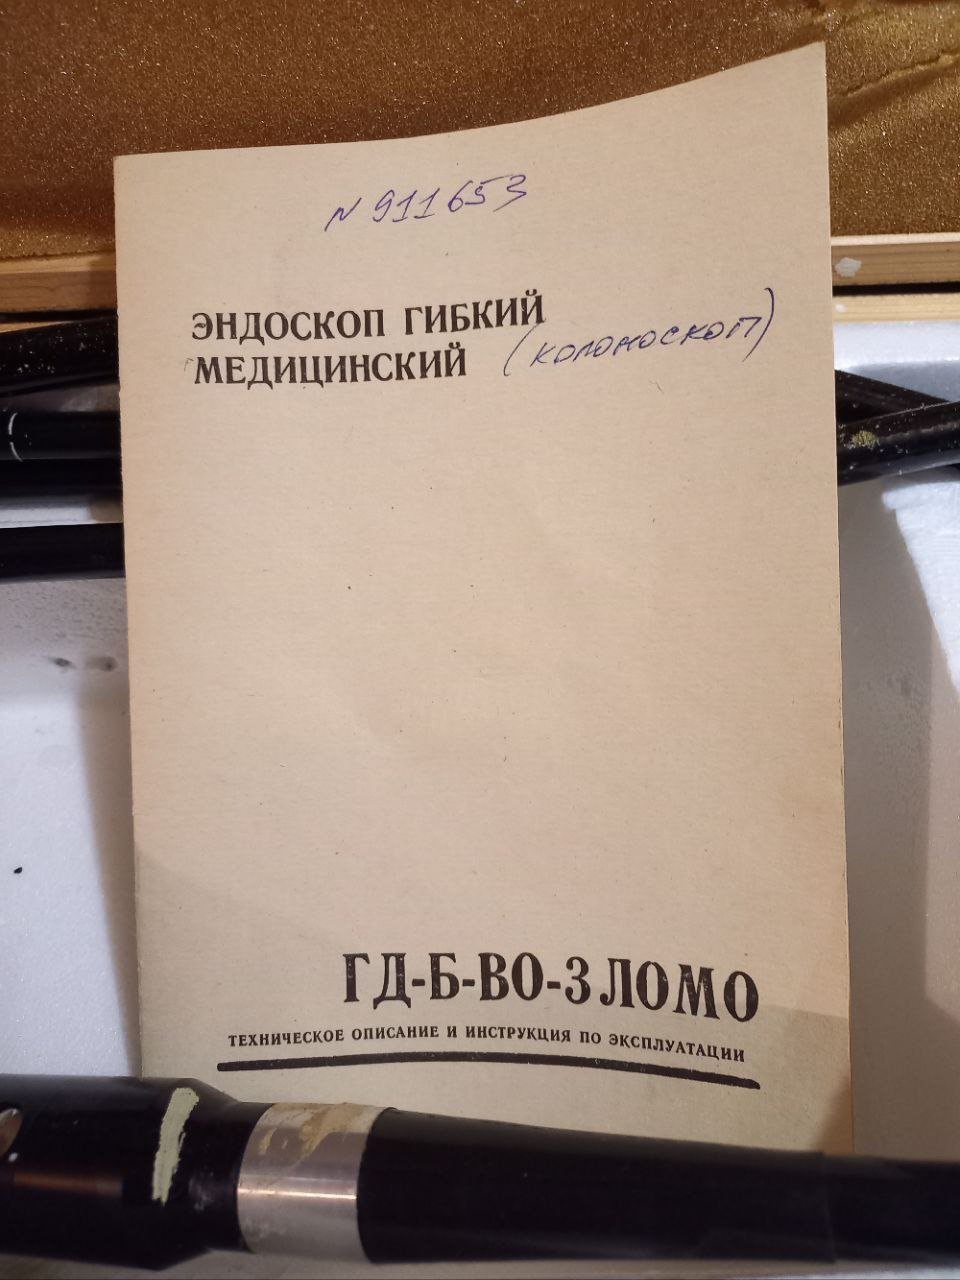 N 911653
ЭНДОСКОП ГИБКИЙ
МЕДИЦИНСКИЙ (колоноскоп)
ГД-Б-ВО-3 ЛОМО
ТЕХНИЧЕСКОЕ ОПИСАНИЕ И ИНСТРУКЦИЯ ПО ЭКСПЛУАТАЦИИ